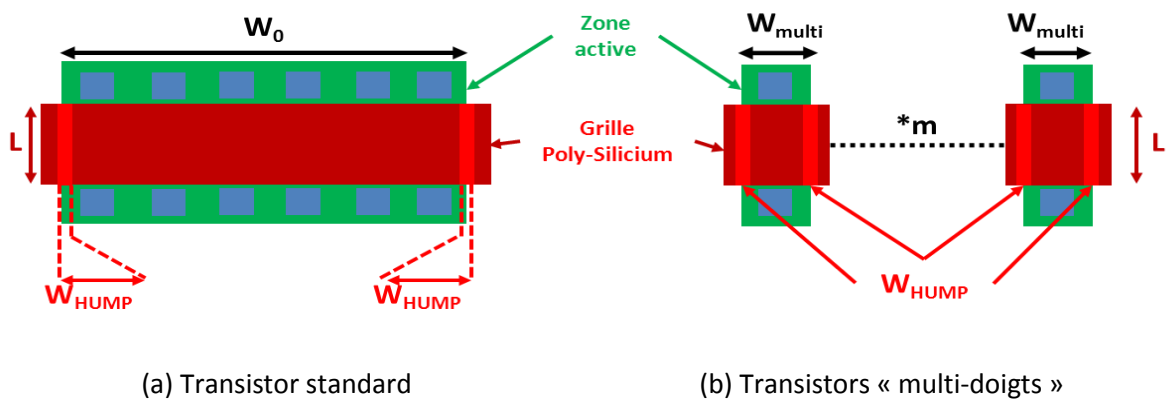 W0
Zone
active
Wmulti
Wmulti
L
Grille
Poly-Silicium
*m
L
WHUMP
WHUMP
WHUMP
(a) Transistor standard
(b) Transistors « multi-doigts »